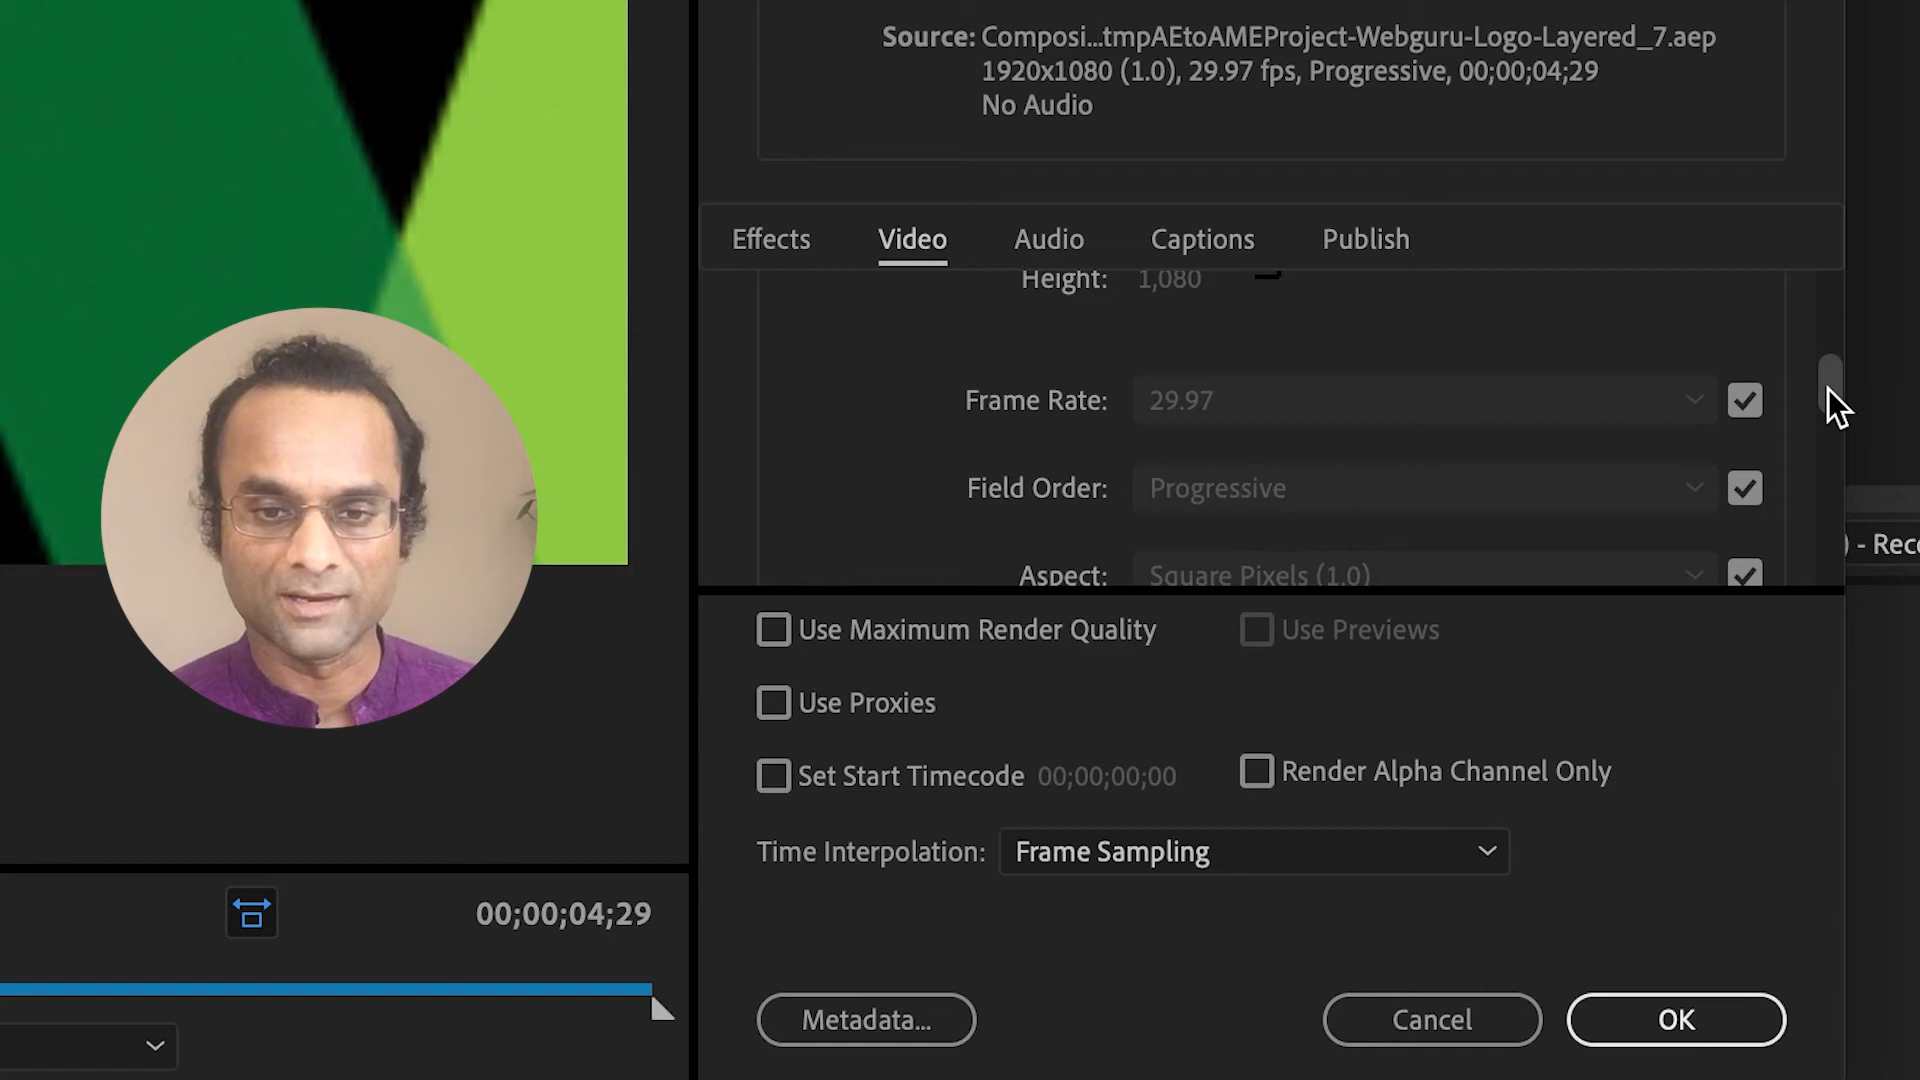 Source: Composi...tmpAEtoAMEProject-Webguru-Logo-Layered_7.aep
1920x1080 (1.0), 29.97 fps, Progressive, 00;00;04;29
No Audio
Effects Video Audio Captions Publish
Height: 1,080
Frame Rate: 29.97
Field Order: Progressive
) - Reco
Aspect: Square Pixels (1.0)
Use Maximum Render Quality Use Previews
Use Proxies
Set Start Timecode 00;00;00;00 Render Alpha Channel Only
Time Interpolation: Frame Sampling
00;00;04;29
Metadata... Cancel OK